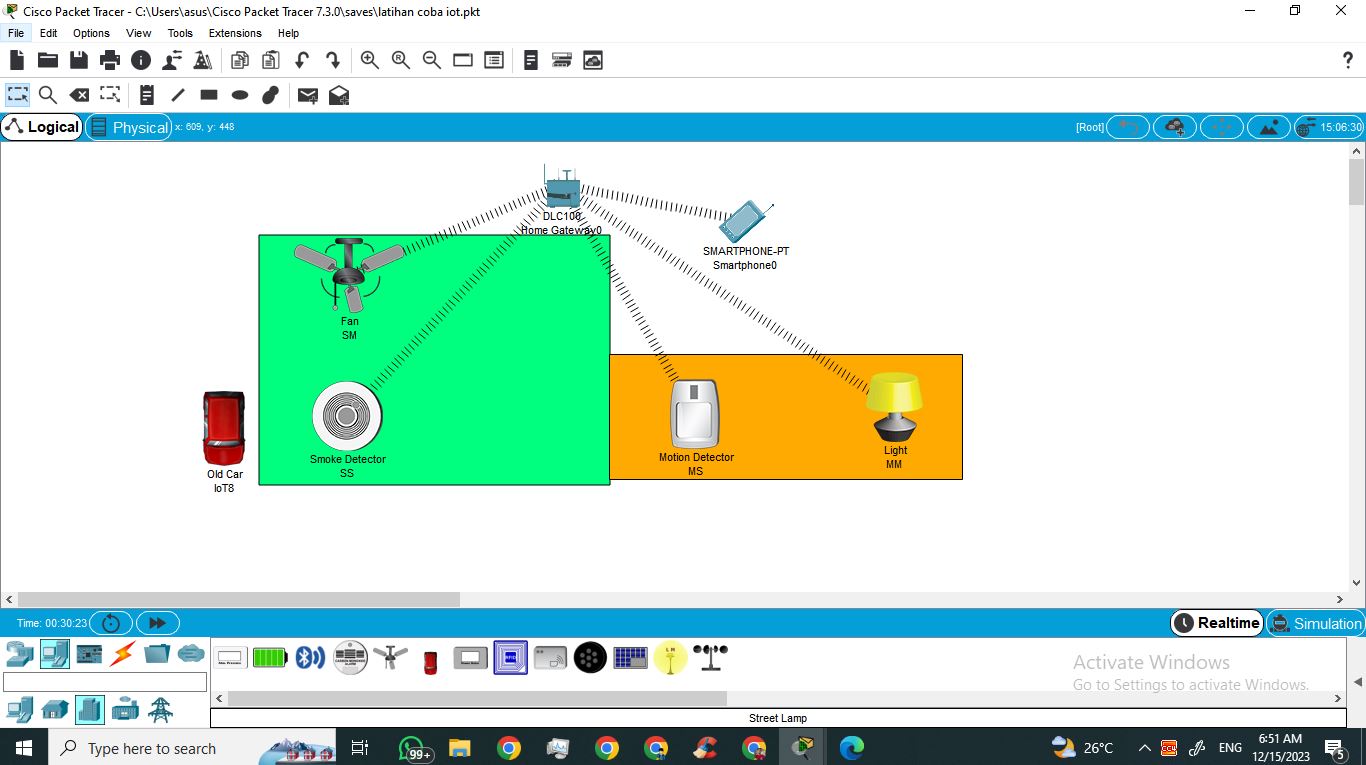 Cisco Packet Tracer - C:\Users\asus\Cisco Packet Tracer 7.3.0\saves\latihan coba iot.pkt
File Edit Options View Tools Extensions Help
Logical Physical x: 609, y: 448 [Root] 15:06:30
DLC100
Home Gateway0
SMARTPHONE-PT
Smartphone0
Fan
SM
Smoke Detector
SS
Motion Detector
MS
Light
MM
Old Car
IoT8
Time: 00:30:23 Realtime Simulation
Activate Windows
Go to Settings to activate Windows.
Street Lamp
Type here to search
99+
26°C
ENG
6:51 AM
12/15/2023
5